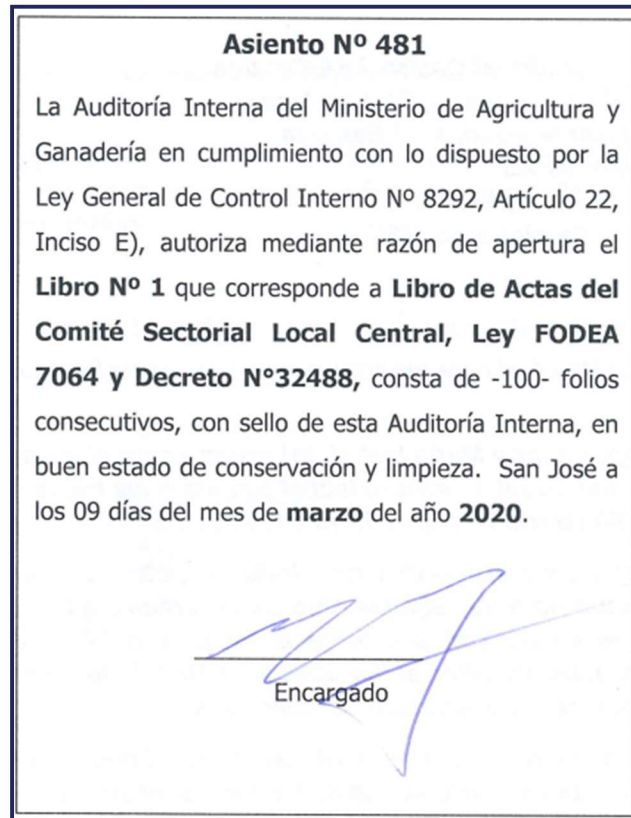 Asiento Nº 481
La Auditoría Interna del Ministerio de Agricultura y
Ganadería en cumplimiento con lo dispuesto por la
Ley General de Control Interno Nº 8292, Artículo 22,
Inciso E), autoriza mediante razón de apertura el
Libro Nº 1 que corresponde a Libro de Actas del
Comité Sectorial Local Central, Ley FODEA
7064 y Decreto N°32488, consta de -100- folios
consecutivos, con sello de esta Auditoría Interna, en
buen estado de conservación y limpieza. San José a
los 09 días del mes de marzo del año 2020.
Encargado